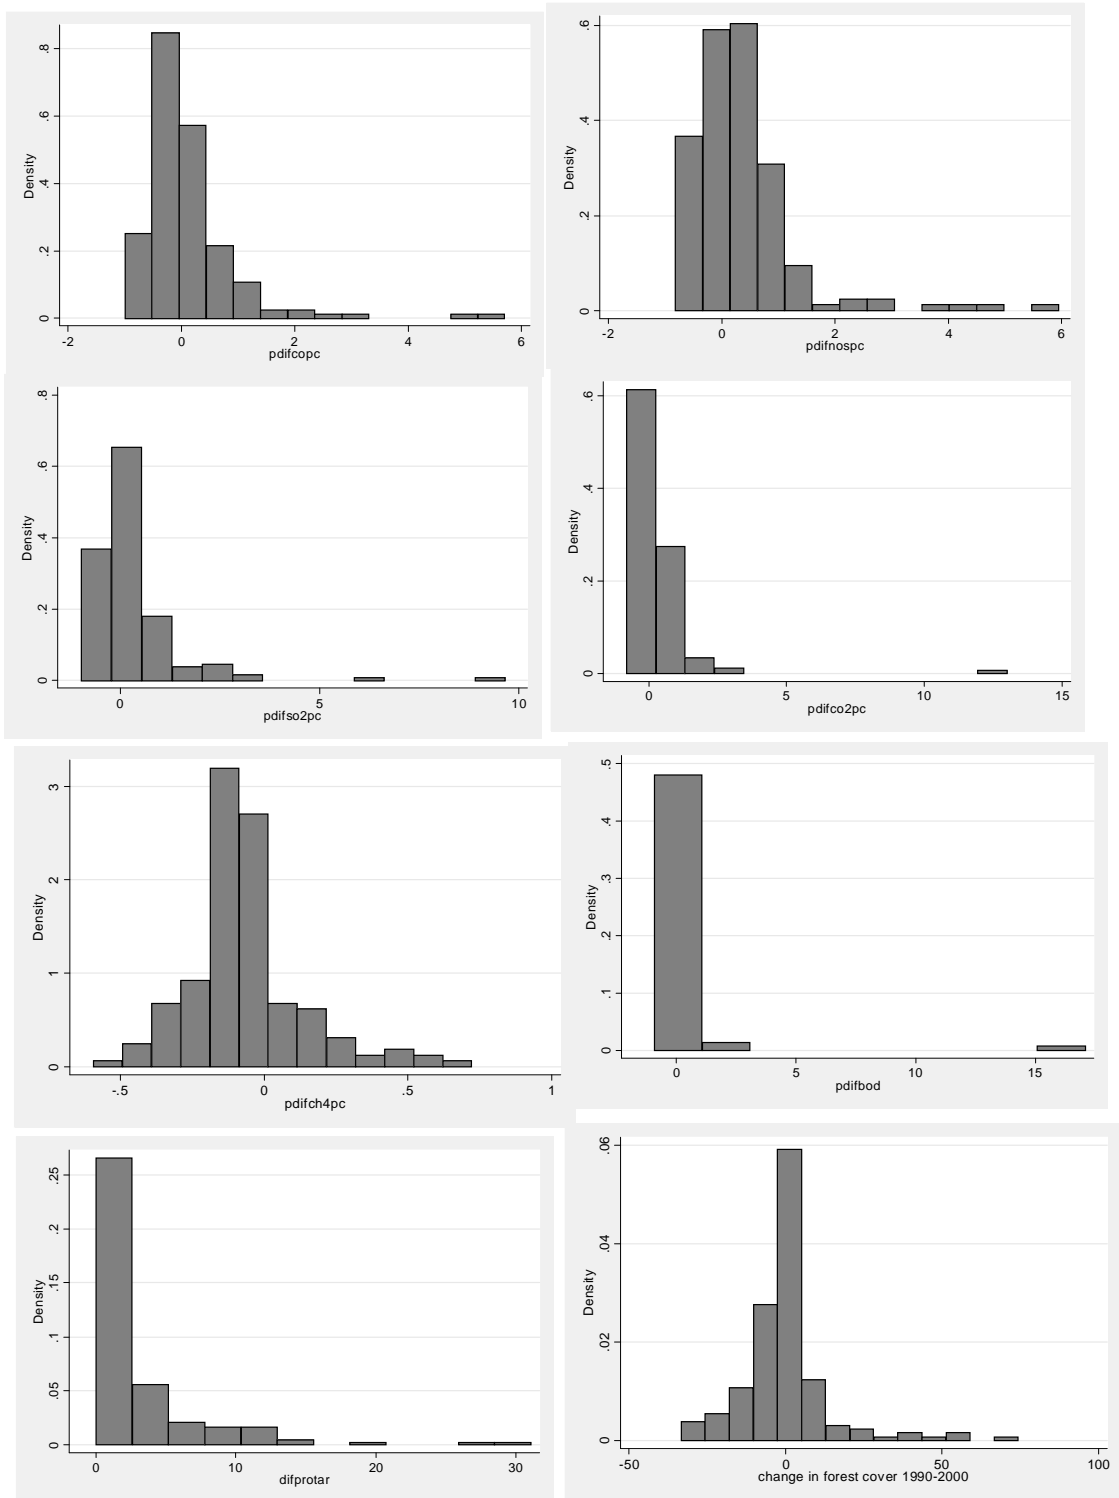 Density
0 .2 .4 .6 .8
-2 0 2 4 6
pdifcopc
Density
0 .2 .4 .6
-2 0 2 4 6
pdifnospc
Density
0 .2 .4 .6 .8
0 5 10
pdifso2pc
Density
0 .2 .4 .6
0 5 10 15
pdifco2pc
Density
0 1 2 3
-.5 0 .5 1
pdifch4pc
Density
0 .1 .2 .3 .4 .5
0 5 10 15
pdifbod
Density
0 .05 .1 .15 .2 .25
0 10 20 30
difprotar
Density
0 .02 .04 .06
-50 0 50 100
change in forest cover 1990-2000